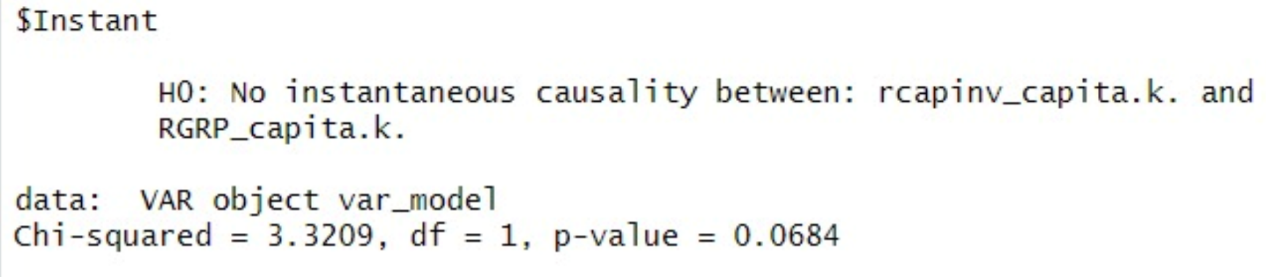 $Instant
H0: No instantaneous causality between: rcapinv_capita.k. and
RGRP_capita.k.
data:  VAR object var_model
Chi-squared = 3.3209, df = 1, p-value = 0.0684